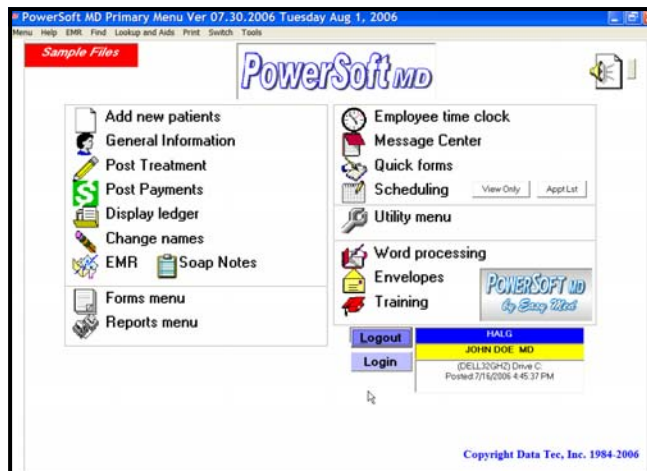 PowerSoft MD Primary Menu Ver 07.30.2006 Tuesday Aug 1, 2006
Menu Help EMR Find Lookup and Aids Print Switch Tools
Sample Files
PowerSoft MD
Add new patients
General Information
Post Treatment
Post Payments
Display ledger
Change names
EMR Soap Notes
Forms menu
Reports menu
Employee time clock
Message Center
Quick forms
Scheduling View Only Appt Lst
Utility menu
Word processing
Envelopes
Training
POWERSOFT MD
by Easy Med
Logout
Login
HALG
JOHN DOE MD
(DELL32GHZ) Drive C:
Posted:7/16/2006 4:45:37 PM
Copyright Data Tec, Inc. 1984-2006